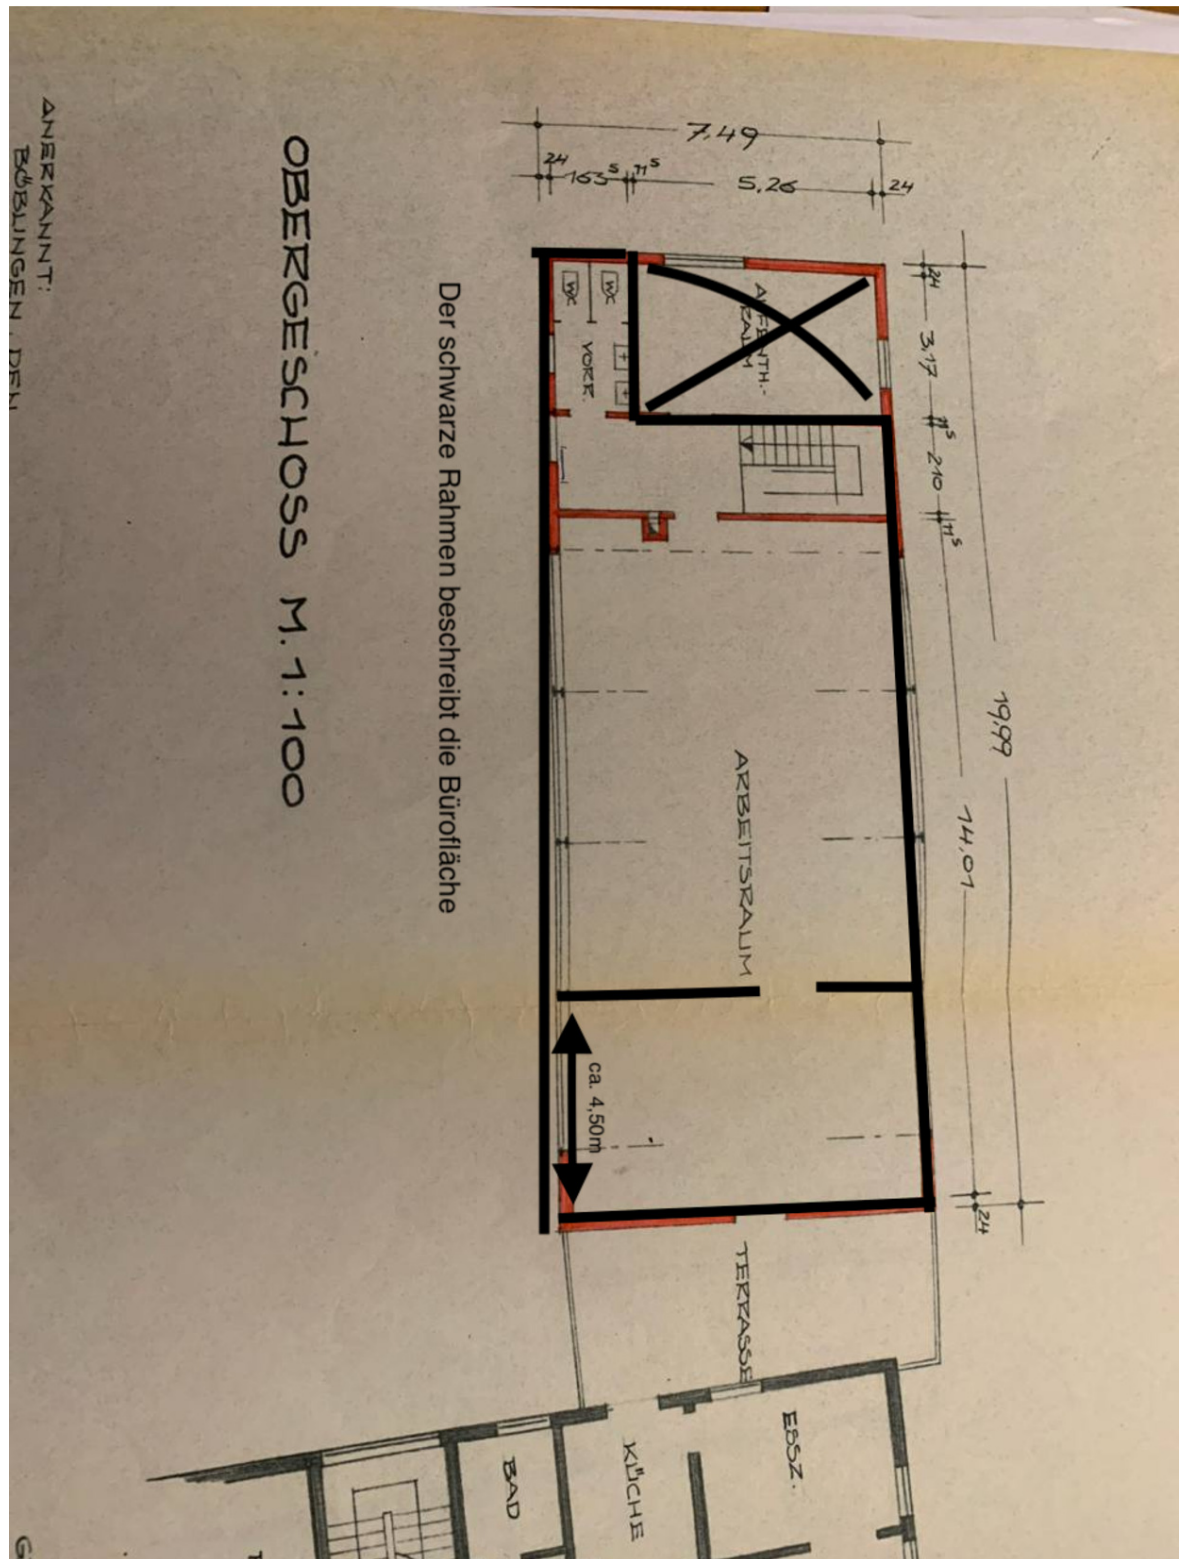 7,49
24
163⁵
11⁵
5,26
24
24
3,17
11⁵
2,10
11⁵
19,99
14,01
24
WC
WC
VORR.
AUFENTH.-
RAUM
ARBEITSRAUM
ca. 4,50m
TERRASSE
ESSZ.
KÜCHE
BAD
Der schwarze Rahmen beschreibt die Bürofläche
OBERGESCHOSS M. 1:100
ANERKANNT:
BÖBLINGEN, DEN